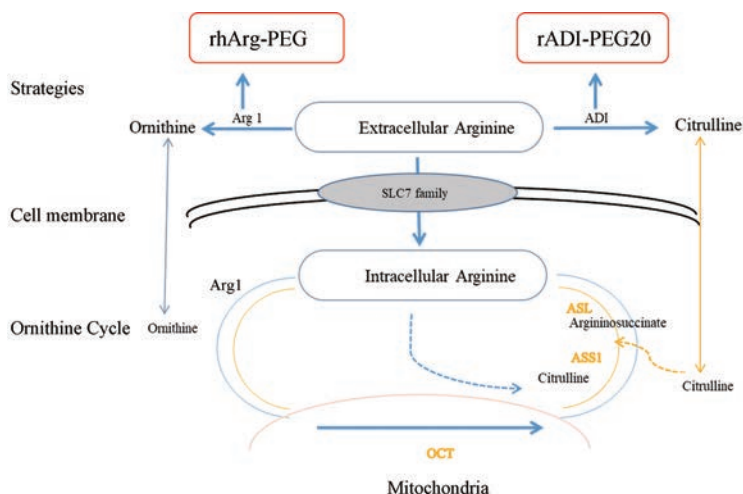 rhArg-PEG
rADI-PEG20
Strategies
Ornithine
Arg 1
Extracellular Arginine
ADI
Citrulline
SLC7 family
Cell membrane
Intracellular Arginine
Arg1
Ornithine Cycle
Ornithine
ASL
Argininosuccinate
ASS1
Citrulline
Citrulline
OCT
Mitochondria